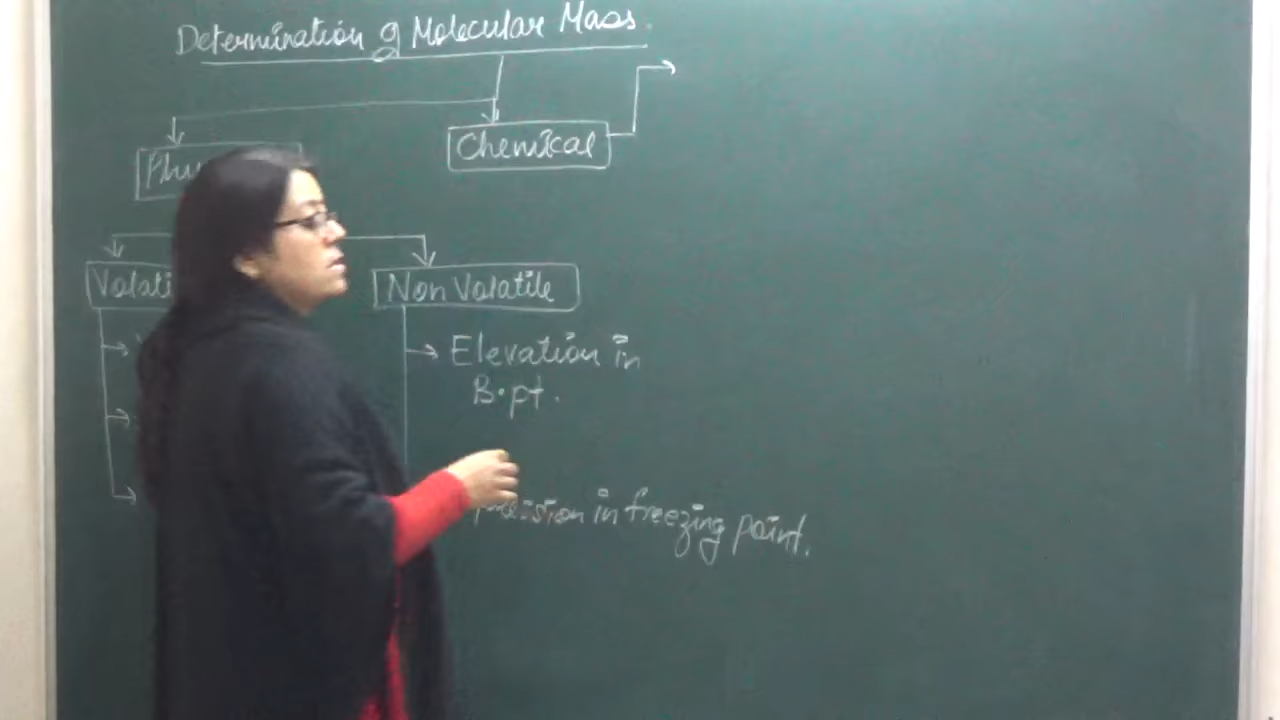 Determination of Molecular Mass.
Chemical
Non Volatile
Elevation in
B.pt.
in freezing point.